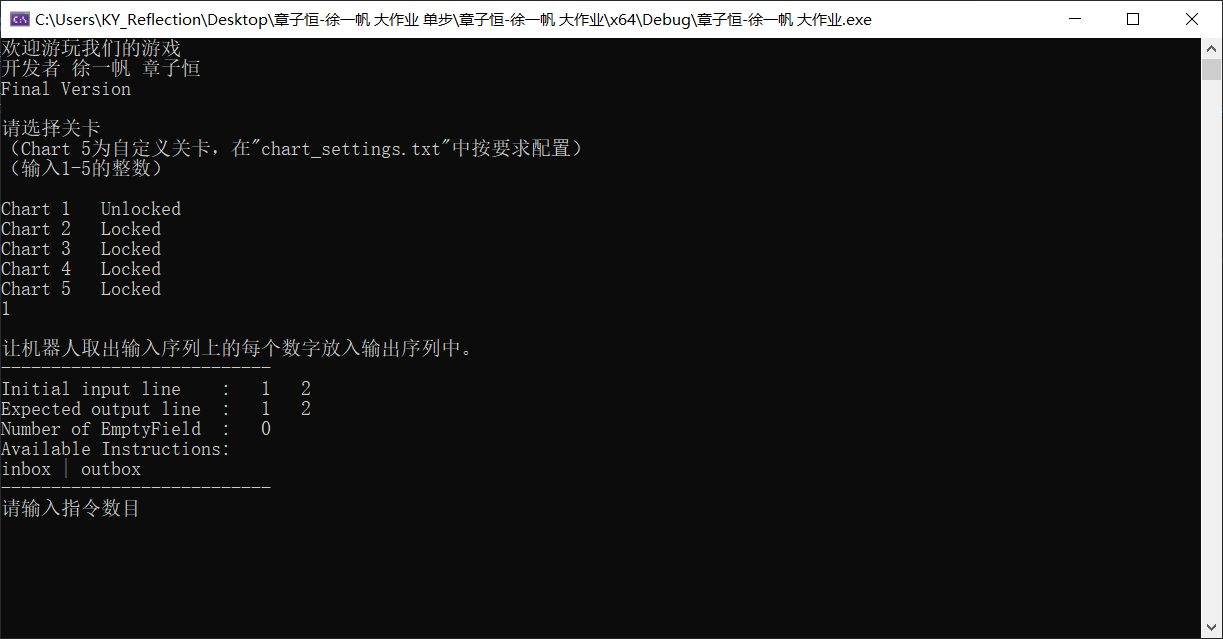 C:\Users\KY_Reflection\Desktop\章子恒-徐一帆 大作业 单步\章子恒-徐一帆 大作业\x64\Debug\章子恒-徐一帆 大作业.exe
欢迎游玩我们的游戏
开发者 徐一帆 章子恒
Final Version
请选择关卡
（Chart 5为自定义关卡，在"chart_settings.txt"中按要求配置）
（输入1-5的整数）
Chart 1   Unlocked
Chart 2   Locked
Chart 3   Locked
Chart 4   Locked
Chart 5   Locked
1
让机器人取出输入序列上的每个数字放入输出序列中。
---------------------------
Initial input line    :   1   2
Expected output line  :   1   2
Number of EmptyField  :   0
Available Instructions:
inbox | outbox
---------------------------
请输入指令数目